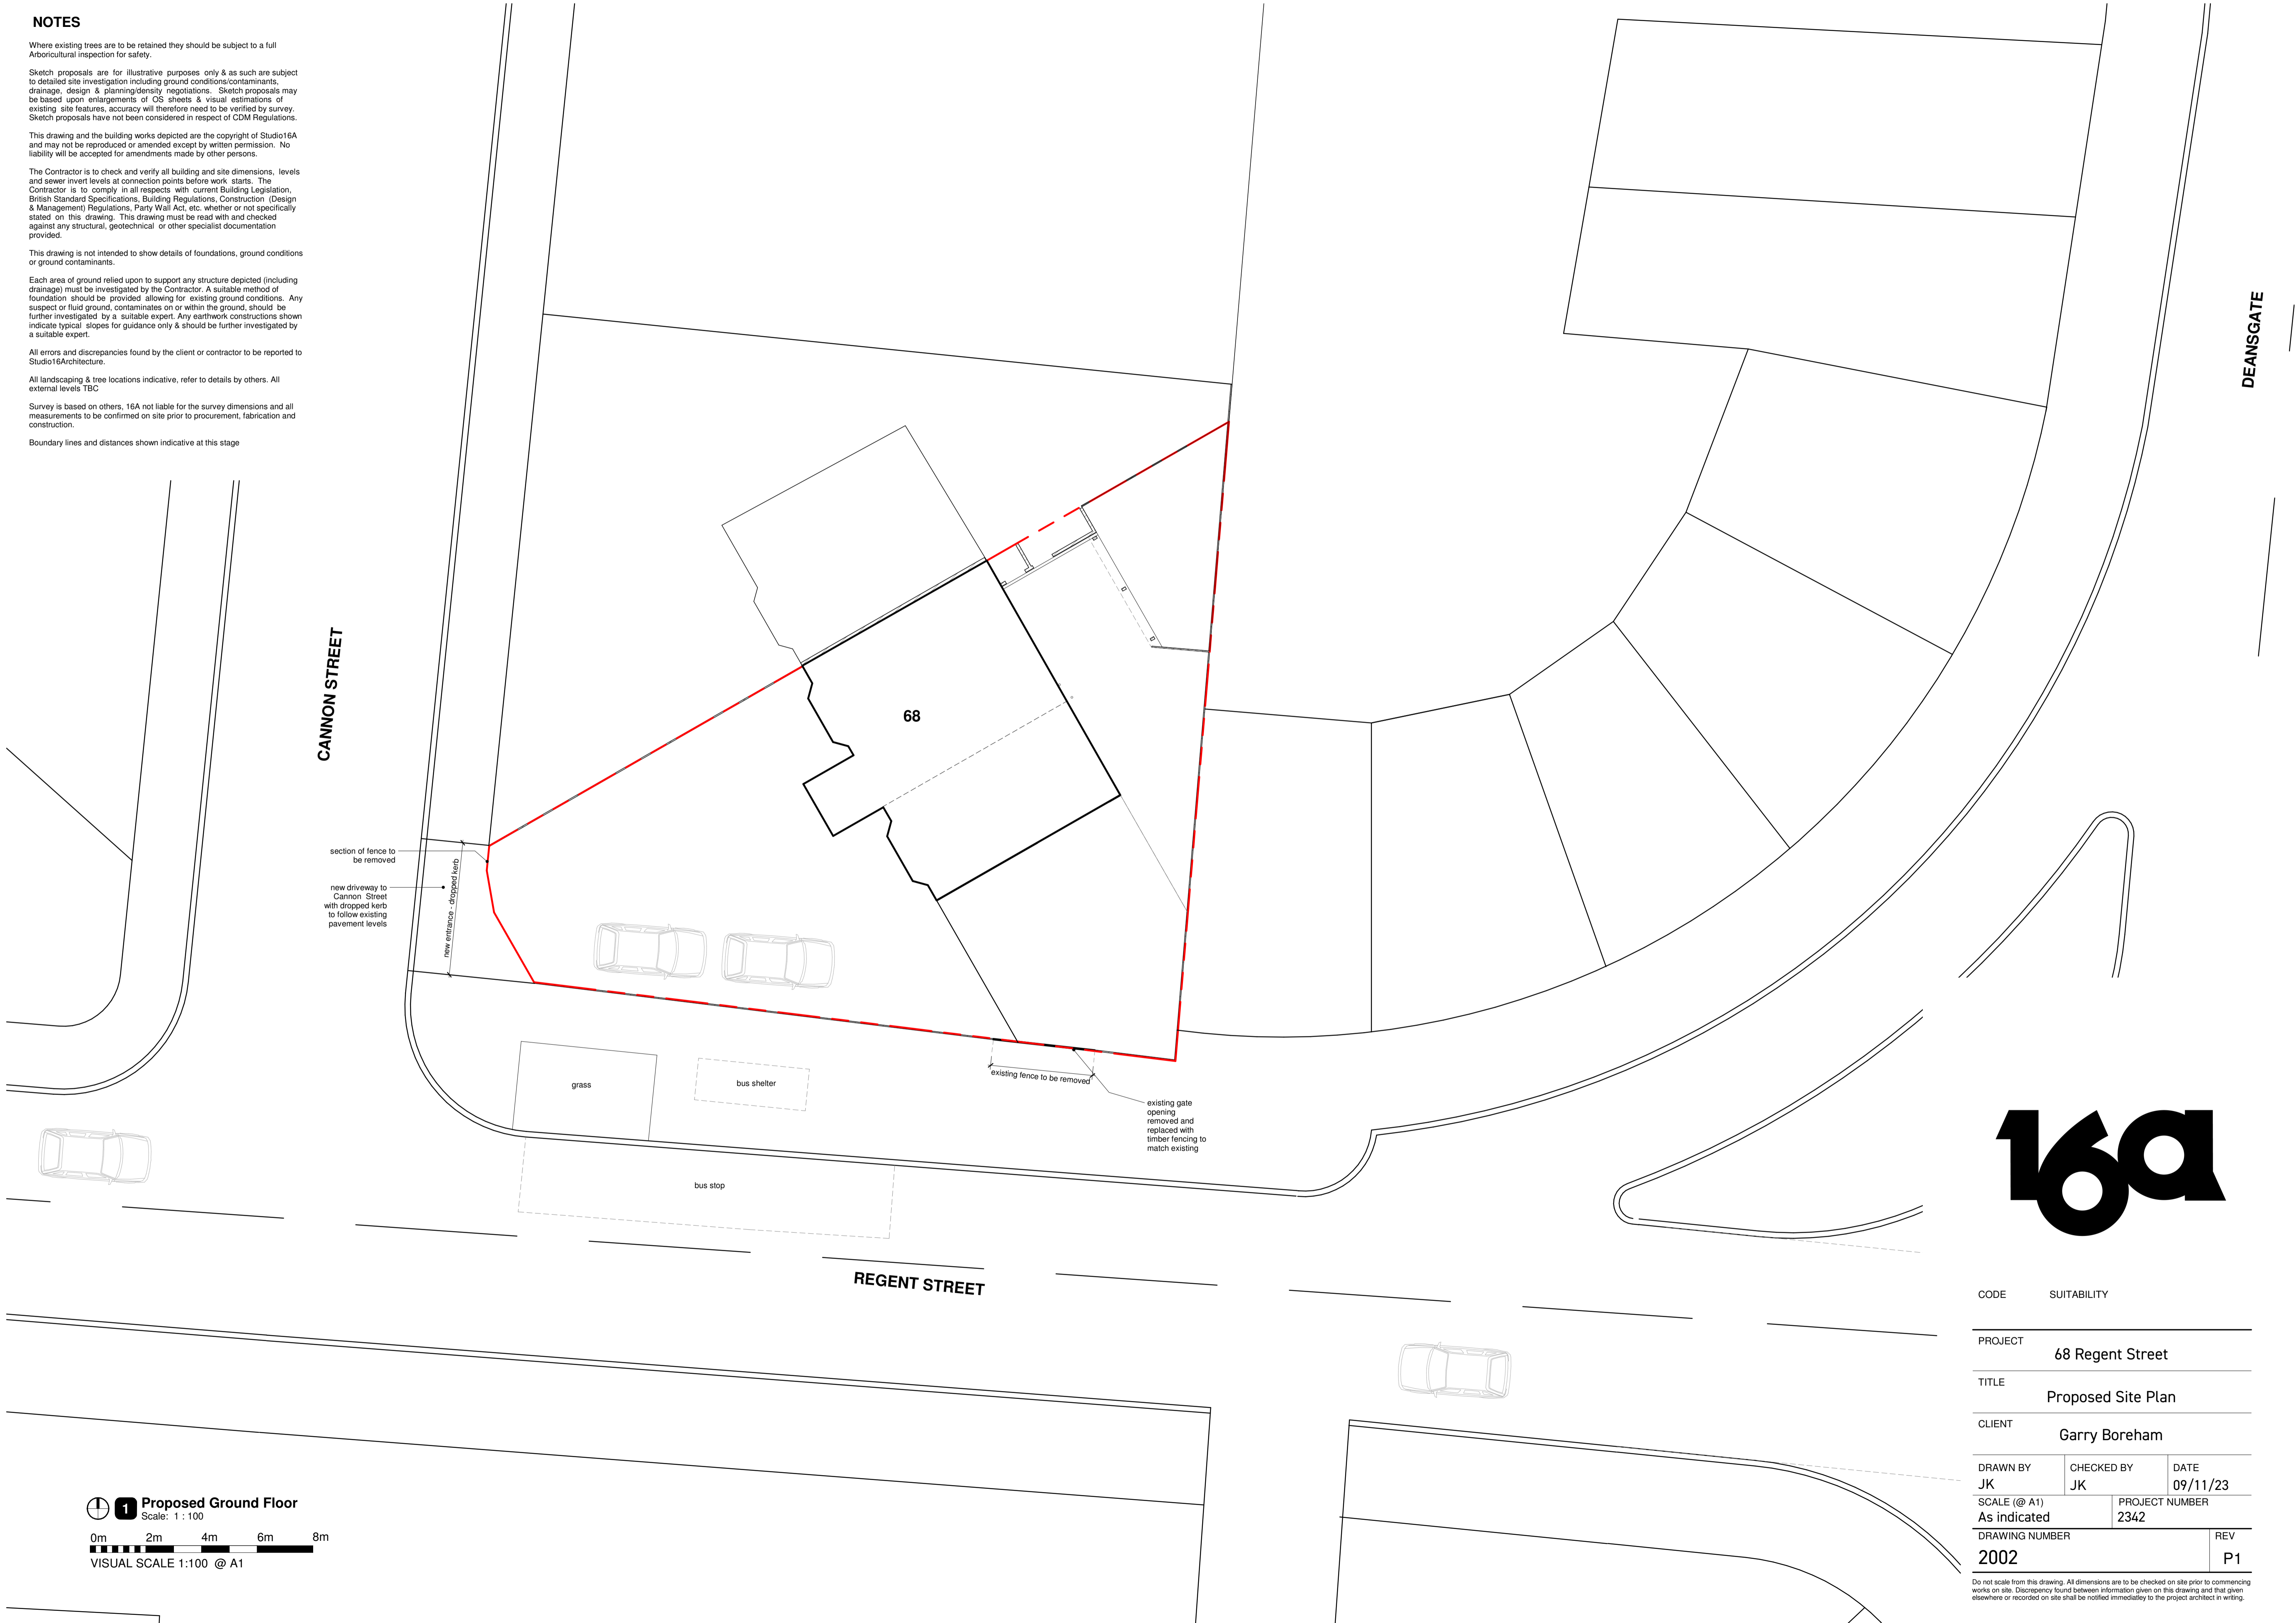 NOTES
Where existing trees are to be retained they should be subject to a full
Arboricultural inspection for safety.
Sketch proposals are for illustrative purposes only & as such are subject
to detailed site investigation including ground conditions/contaminants,
drainage, design & planning/density negotiations. Sketch proposals may
be based upon enlargements of OS sheets & visual estimations of
existing site features, accuracy will therefore need to be verified by survey.
Sketch proposals have not been considered in respect of CDM Regulations.
This drawing and the building works depicted are the copyright of Studio16A
and may not be reproduced or amended except by written permission. No
liability will be accepted for amendments made by other persons.
The Contractor is to check and verify all building and site dimensions, levels
and sewer invert levels at connection points before work starts. The
Contractor is to comply in all respects with current Building Legislation,
British Standard Specifications, Building Regulations, Construction (Design
& Management) Regulations, Party Wall Act, etc. whether or not specifically
stated on this drawing. This drawing must be read with and checked
against any structural, geotechnical or other specialist documentation
provided.
This drawing is not intended to show details of foundations, ground conditions
or ground contaminants.
Each area of ground relied upon to support any structure depicted (including
drainage) must be investigated by the Contractor. A suitable method of
foundation should be provided allowing for existing ground conditions. Any
suspect or fluid ground, contaminates on or within the ground, should be
further investigated by a suitable expert. Any earthwork constructions shown
indicate typical slopes for guidance only & should be further investigated by
a suitable expert.
All errors and discrepancies found by the client or contractor to be reported to
Studio16Architecture.
All landscaping & tree locations indicative, refer to details by others. All
external levels TBC
Survey is based on others, 16A not liable for the survey dimensions and all
measurements to be confirmed on site prior to procurement, fabrication and
construction.
Boundary lines and distances shown indicative at this stage
DEANSGATE
CANNON STREET
68
section of fence to
be removed
new driveway to
Cannon Street
with dropped kerb
to follow existing
pavement levels
new entrance - dropped kerb
grass
bus shelter
existing fence to be removed
existing gate
opening
removed and
replaced with
timber fencing to
match existing
bus stop
REGENT STREET
16a
CODE SUITABILITY
PROJECT
68 Regent Street
TITLE
Proposed Site Plan
CLIENT
Garry Boreham
DRAWN BY CHECKED BY DATE
JK JK 09/11/23
SCALE (@ A1) PROJECT NUMBER
As indicated 2342
DRAWING NUMBER REV
2002 P1
Do not scale from this drawing. All dimensions are to be checked on site prior to commencing
works on site. Discrepency found between information given on this drawing and that given
elsewhere or recorded on site shall be notified immediatley to the project architect in writing.
1 Proposed Ground Floor
Scale: 1 : 100
0m 2m 4m 6m 8m
VISUAL SCALE 1:100 @ A1